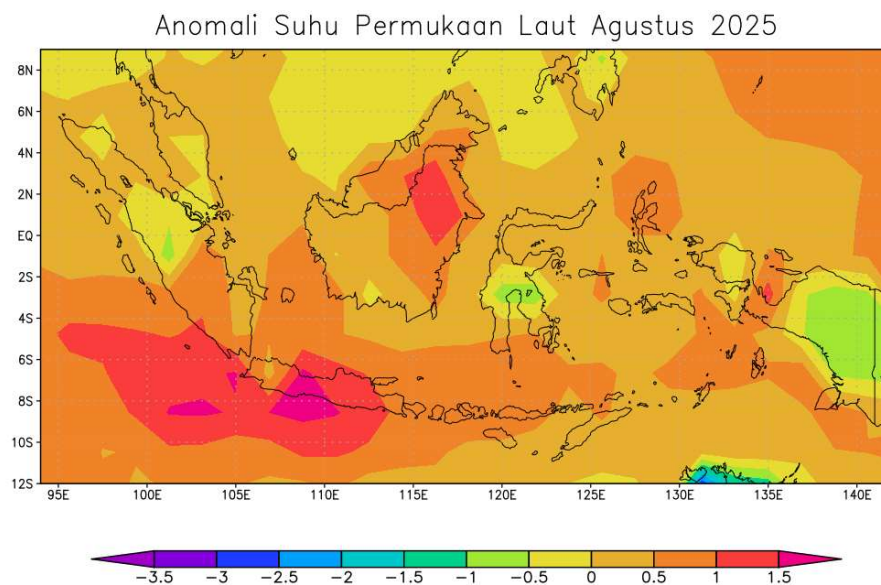 Anomali Suhu Permukaan Laut Agustus 2025
8N
6N
4N
2N
EQ
2S
4S
6S
8S
10S
12S
95E 100E 105E 110E 115E 120E 125E 130E 135E 140E
-3.5 -3 -2.5 -2 -1.5 -1 -0.5 0 0.5 1 1.5